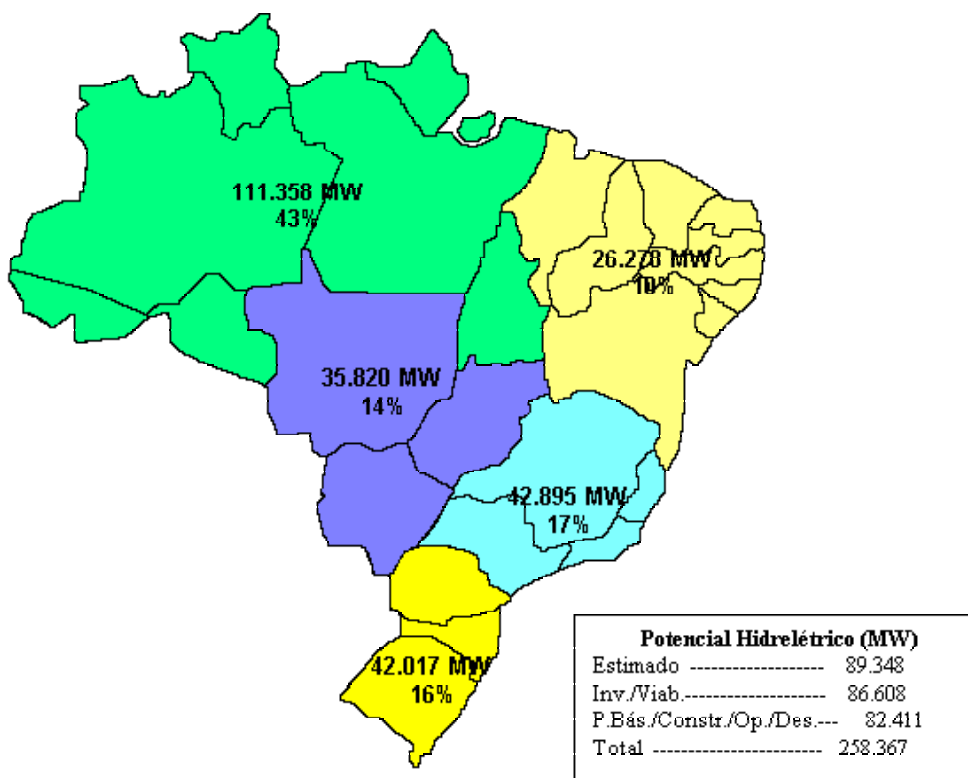 111.358 MW
43%
26.278 MW
10%
35.820 MW
14%
42.895 MW
17%
42.017 MW
16%
Potencial Hidrelétrico (MW)
Estimado ------------------ 89.348
Inv./Viab.------------------ 86.608
P.Bás./Constr./Op./Des.--- 82.411
Total ----------------------- 258.367